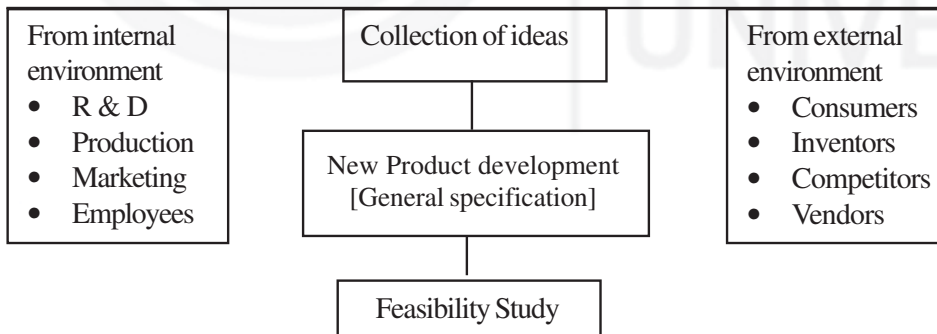 From internal
environment
• R & D
• Production
• Marketing
• Employees
Collection of ideas
New Product development
[General specification]
Feasibility Study
From external
environment
• Consumers
• Inventors
• Competitors
• Vendors